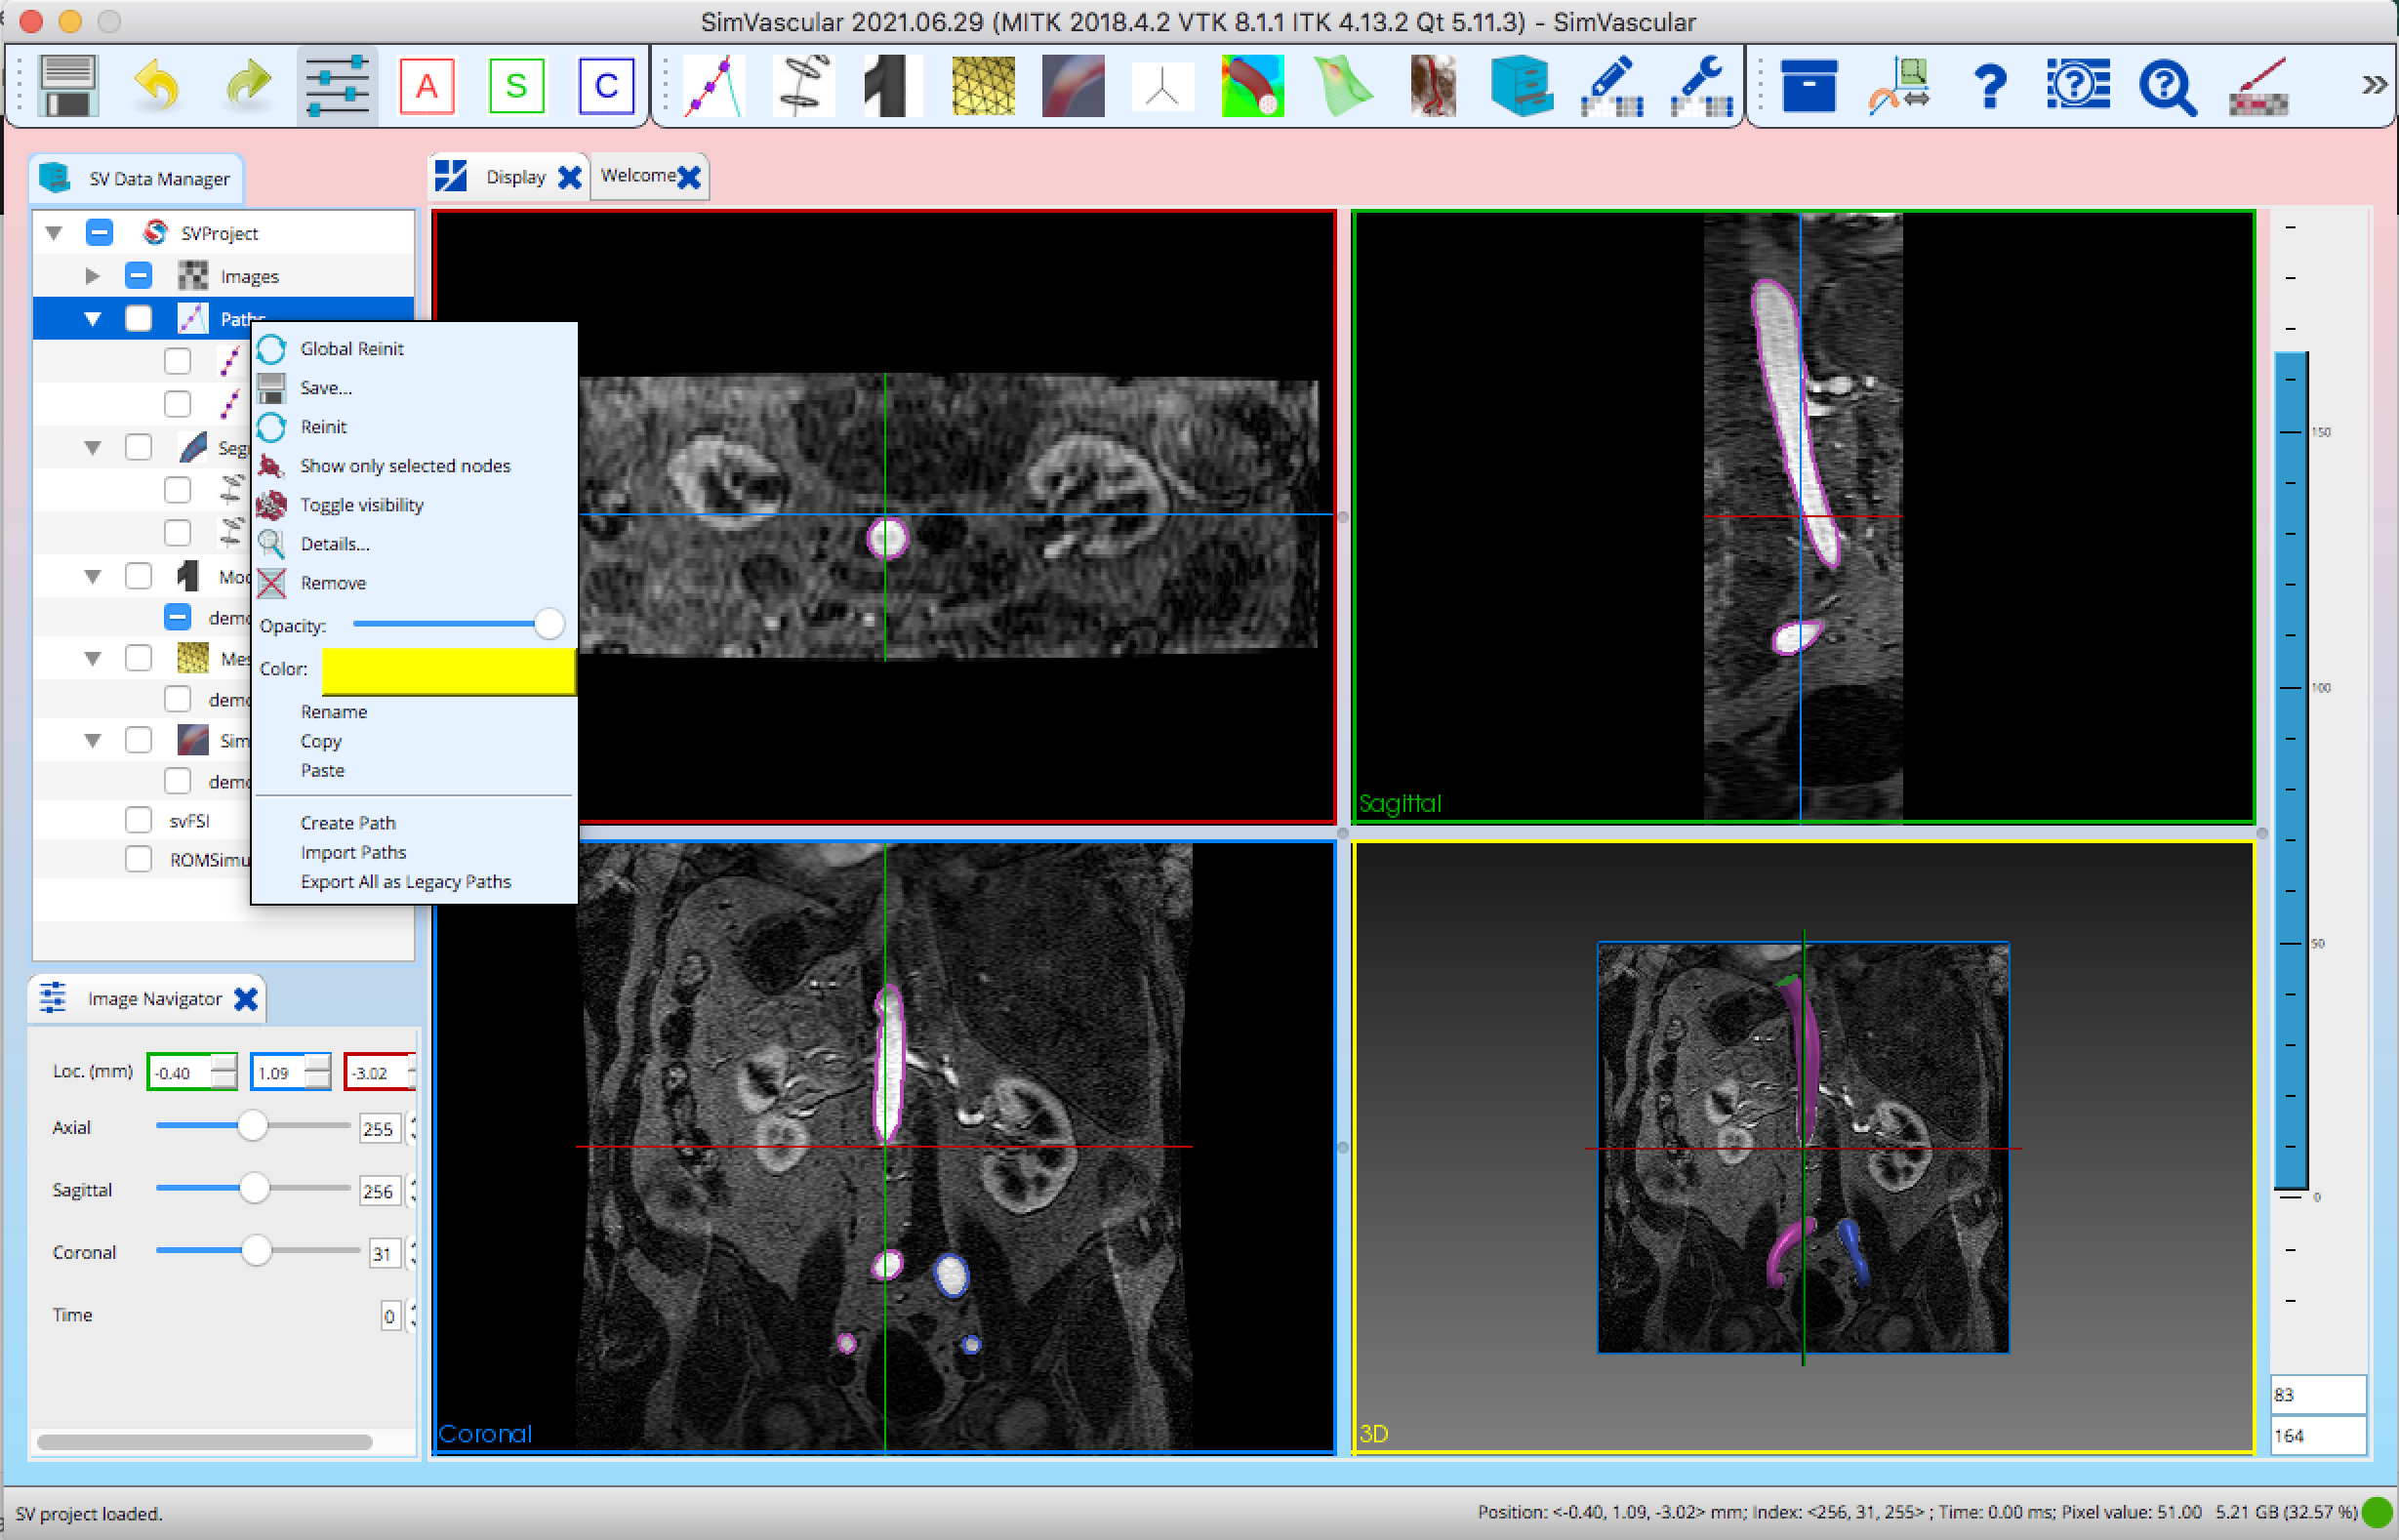 SimVascular 2021.06.29 (MITK 2018.4.2 VTK 8.1.1 ITK 4.13.2 Qt 5.11.3) - SimVascular
A S C
SV Data Manager
Display
Welcome
SVProject
Images
Paths
Global Reinit
Save...
Reinit
Show only selected nodes
Toggle visibility
Details...
Remove
Opacity:
Color:
Rename
Copy
Paste
Create Path
Import Paths
Export All as Legacy Paths
Seg
Mod
demo
Mes
demo
Sim
demo
svFSI
ROMSimu
Sagittal
Coronal
3D
150
100
50
0
83
164
Image Navigator
Loc. (mm) -0.40 1.09 -3.02
Axial 255
Sagittal 256
Coronal 31
Time 0
SV project loaded.
Position: <-0.40, 1.09, -3.02> mm; Index: <256, 31, 255> ; Time: 0.00 ms; Pixel value: 51.00 5.21 GB (32.57 %)